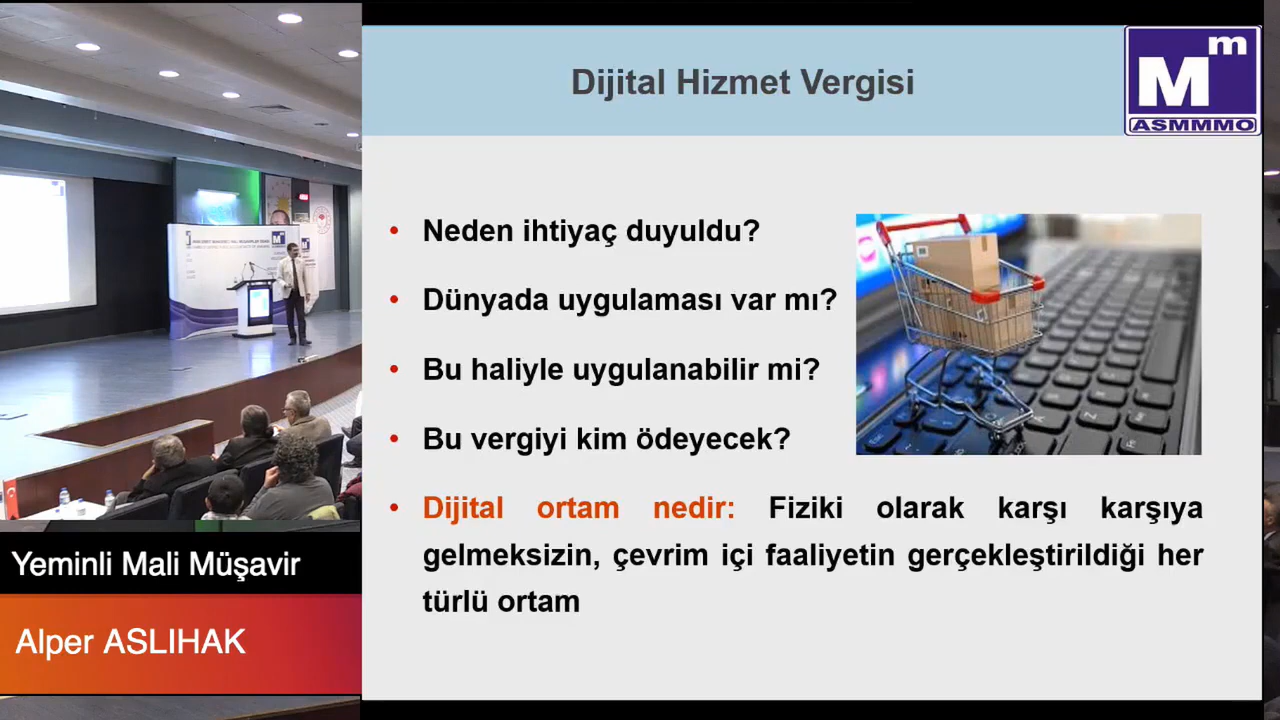 Dijital Hizmet Vergisi
m
M
ASMMMO
• Neden ihtiyaç duyuldu?
• Dünyada uygulaması var mı?
• Bu haliyle uygulanabilir mi?
• Bu vergiyi kim ödeyecek?
• Dijital ortam nedir: Fiziki olarak karşı karşıya
gelmeksizin, çevrim içi faaliyetin gerçekleştirildiği her
türlü ortam
Yeminli Mali Müşavir
Alper ASLIHAK